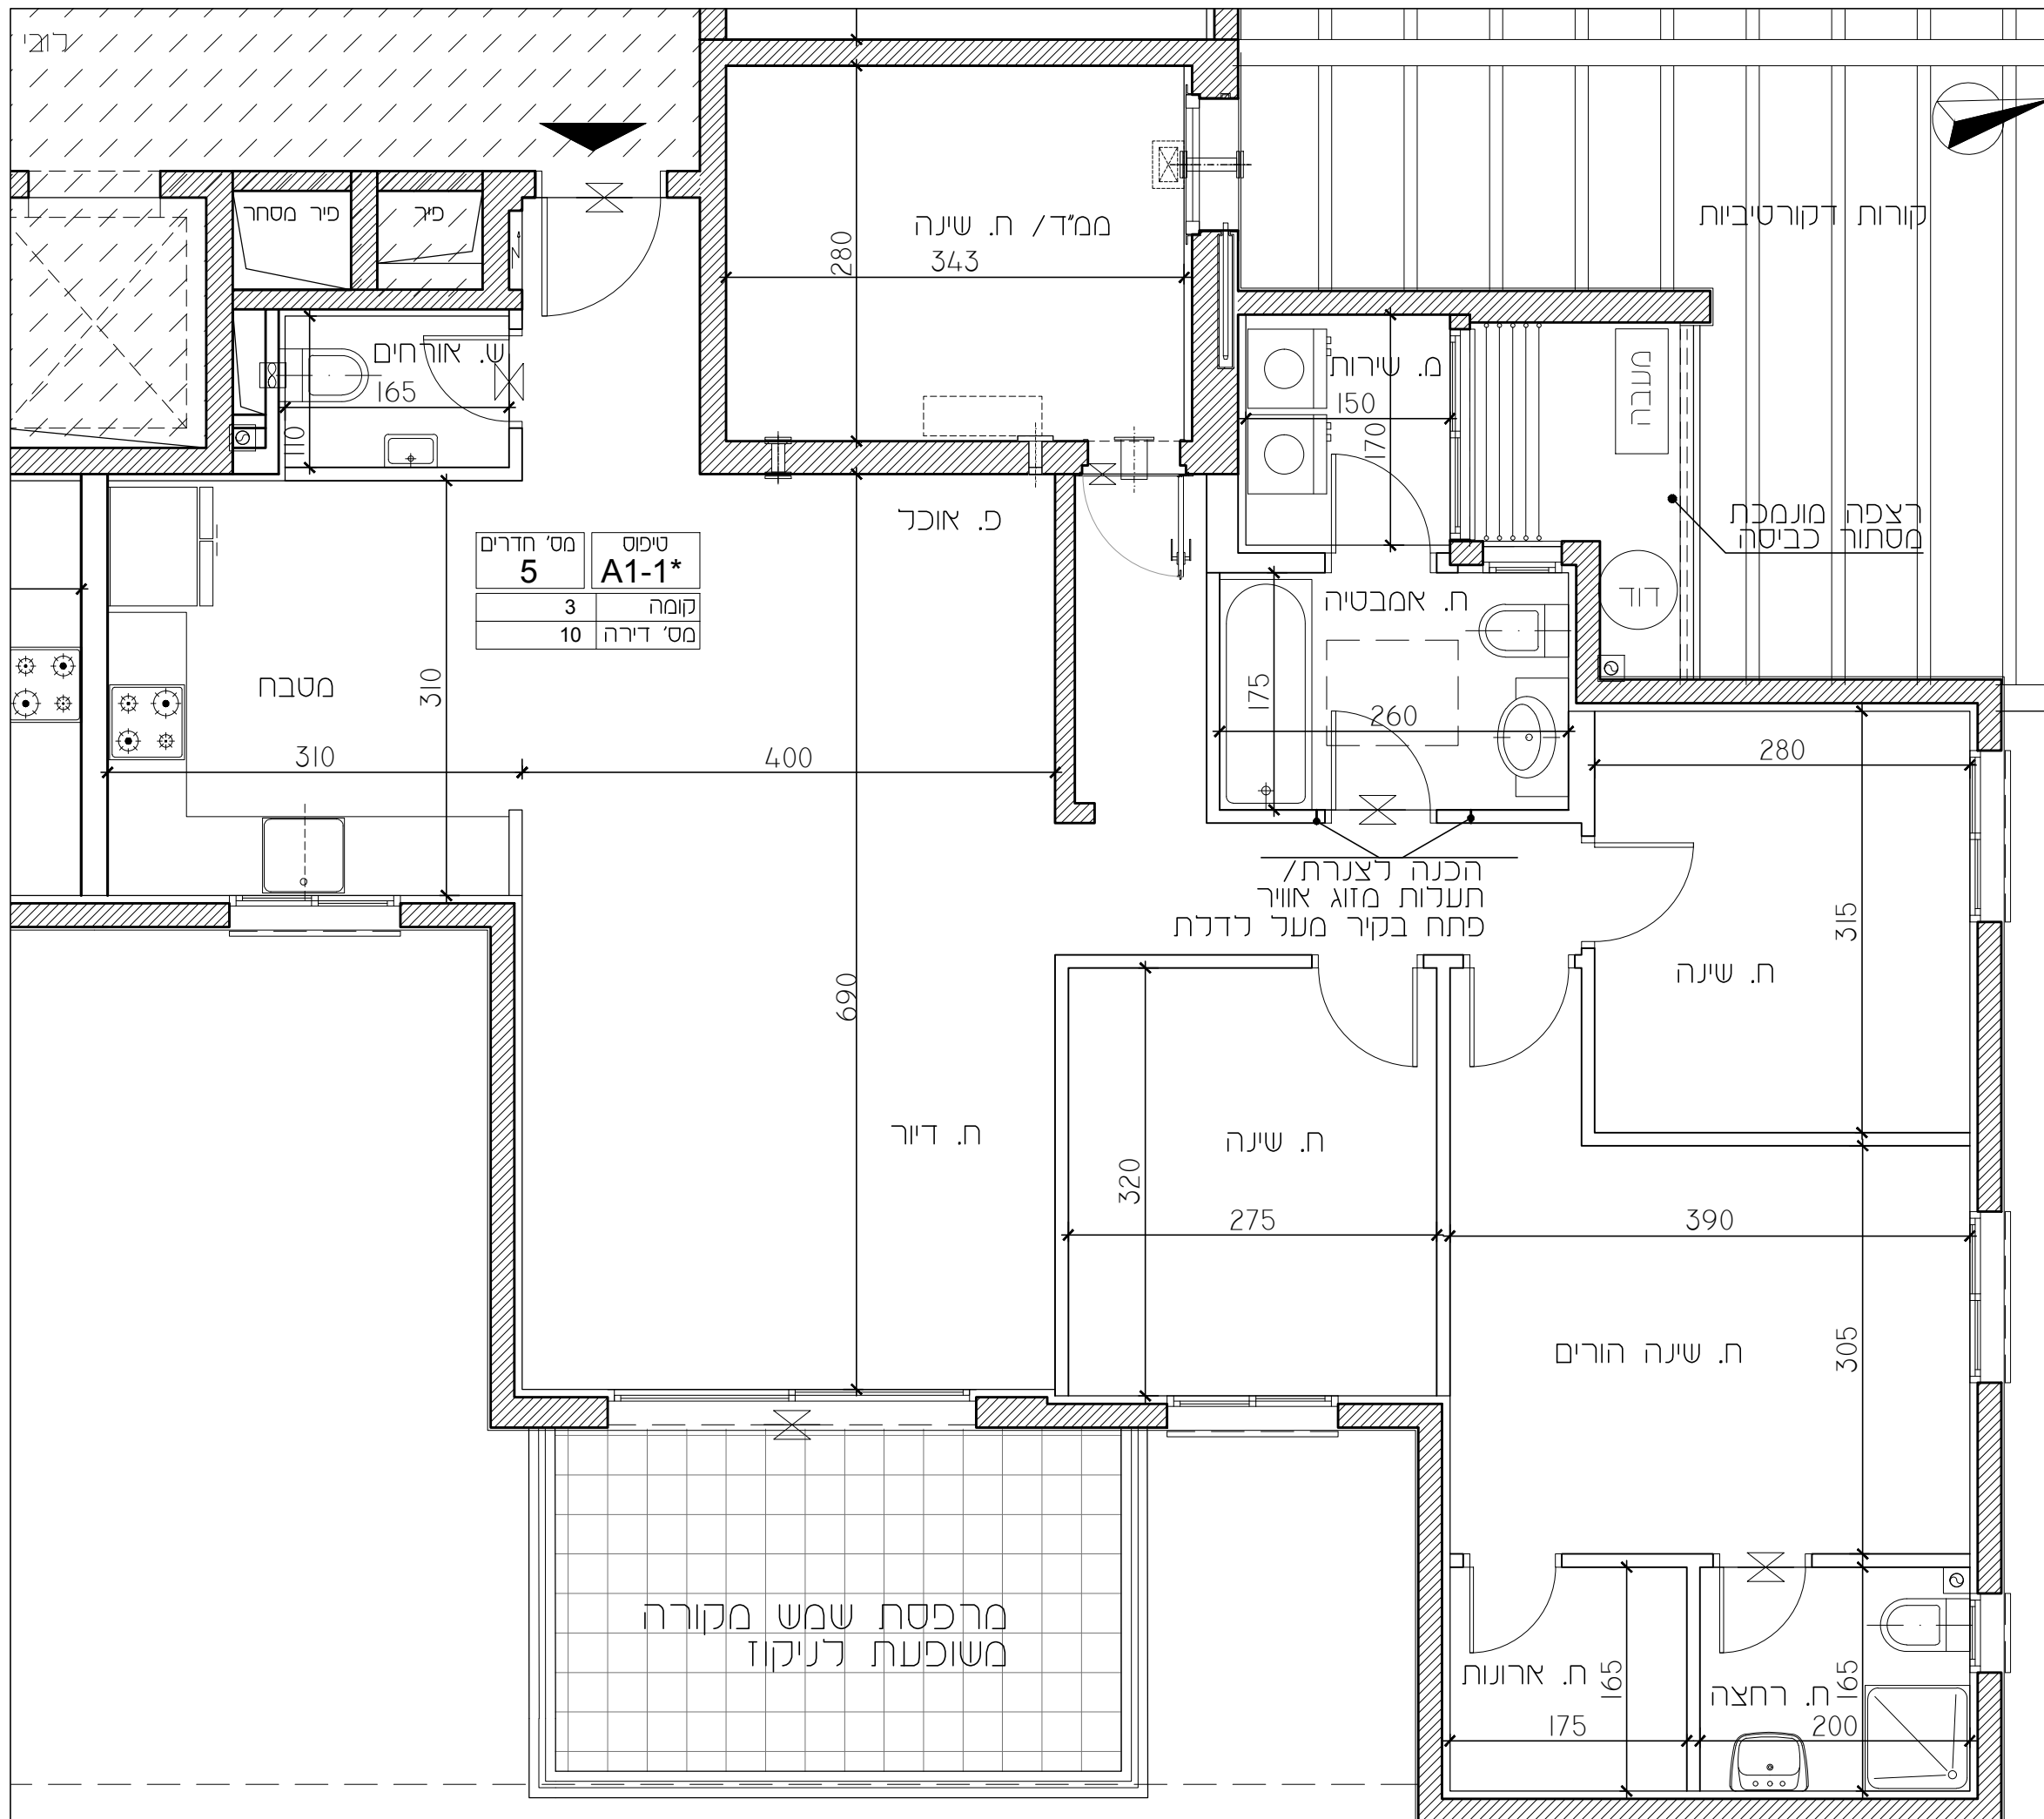 לובי
פיר מסחר
פיר
ממ"ד/ ח. שינה
343
280
קורות דקורטיביות
ש. אורחים
165
110
מ. שירות
150
170
מעבה
רצפה מונמכת
מסתור כביסה
דוד
פ. אוכל
טיפוס
A1-1*
מס' חדרים
5
קומה 3
מס' דירה 10
מטבח
310
310
400
ח. אמבטיה
175
260
280
315
הכנה לצנרת/
תעלות מזוג אוויר
פתח בקיר מעל לדלת
ח. שינה
690
ח. דיור
ח. שינה
320
275
390
305
ח. שינה הורים
מרפסת שמש מקורה
משופעת לניקוז
ח. ארונות
165
175
ח. רחצה
165
200